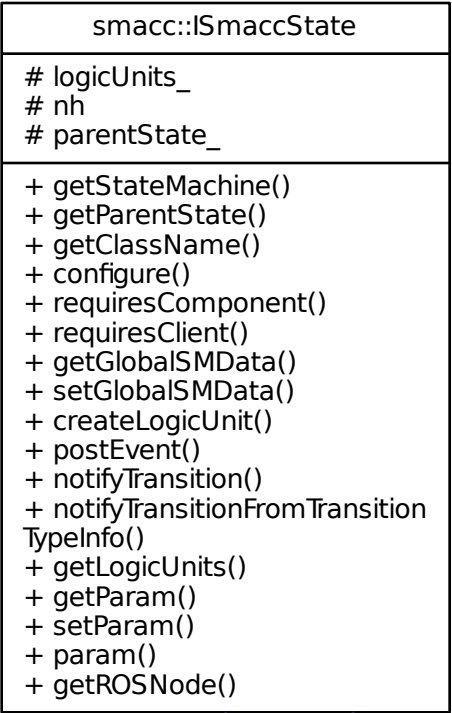 smacc::ISmaccState
# logicUnits_
# nh
# parentState_
+ getStateMachine()
+ getParentState()
+ getClassName()
+ configure()
+ requiresComponent()
+ requiresClient()
+ getGlobalSMData()
+ setGlobalSMData()
+ createLogicUnit()
+ postEvent()
+ notifyTransition()
+ notifyTransitionFromTransition
TypeInfo()
+ getLogicUnits()
+ getParam()
+ setParam()
+ param()
+ getROSNode()